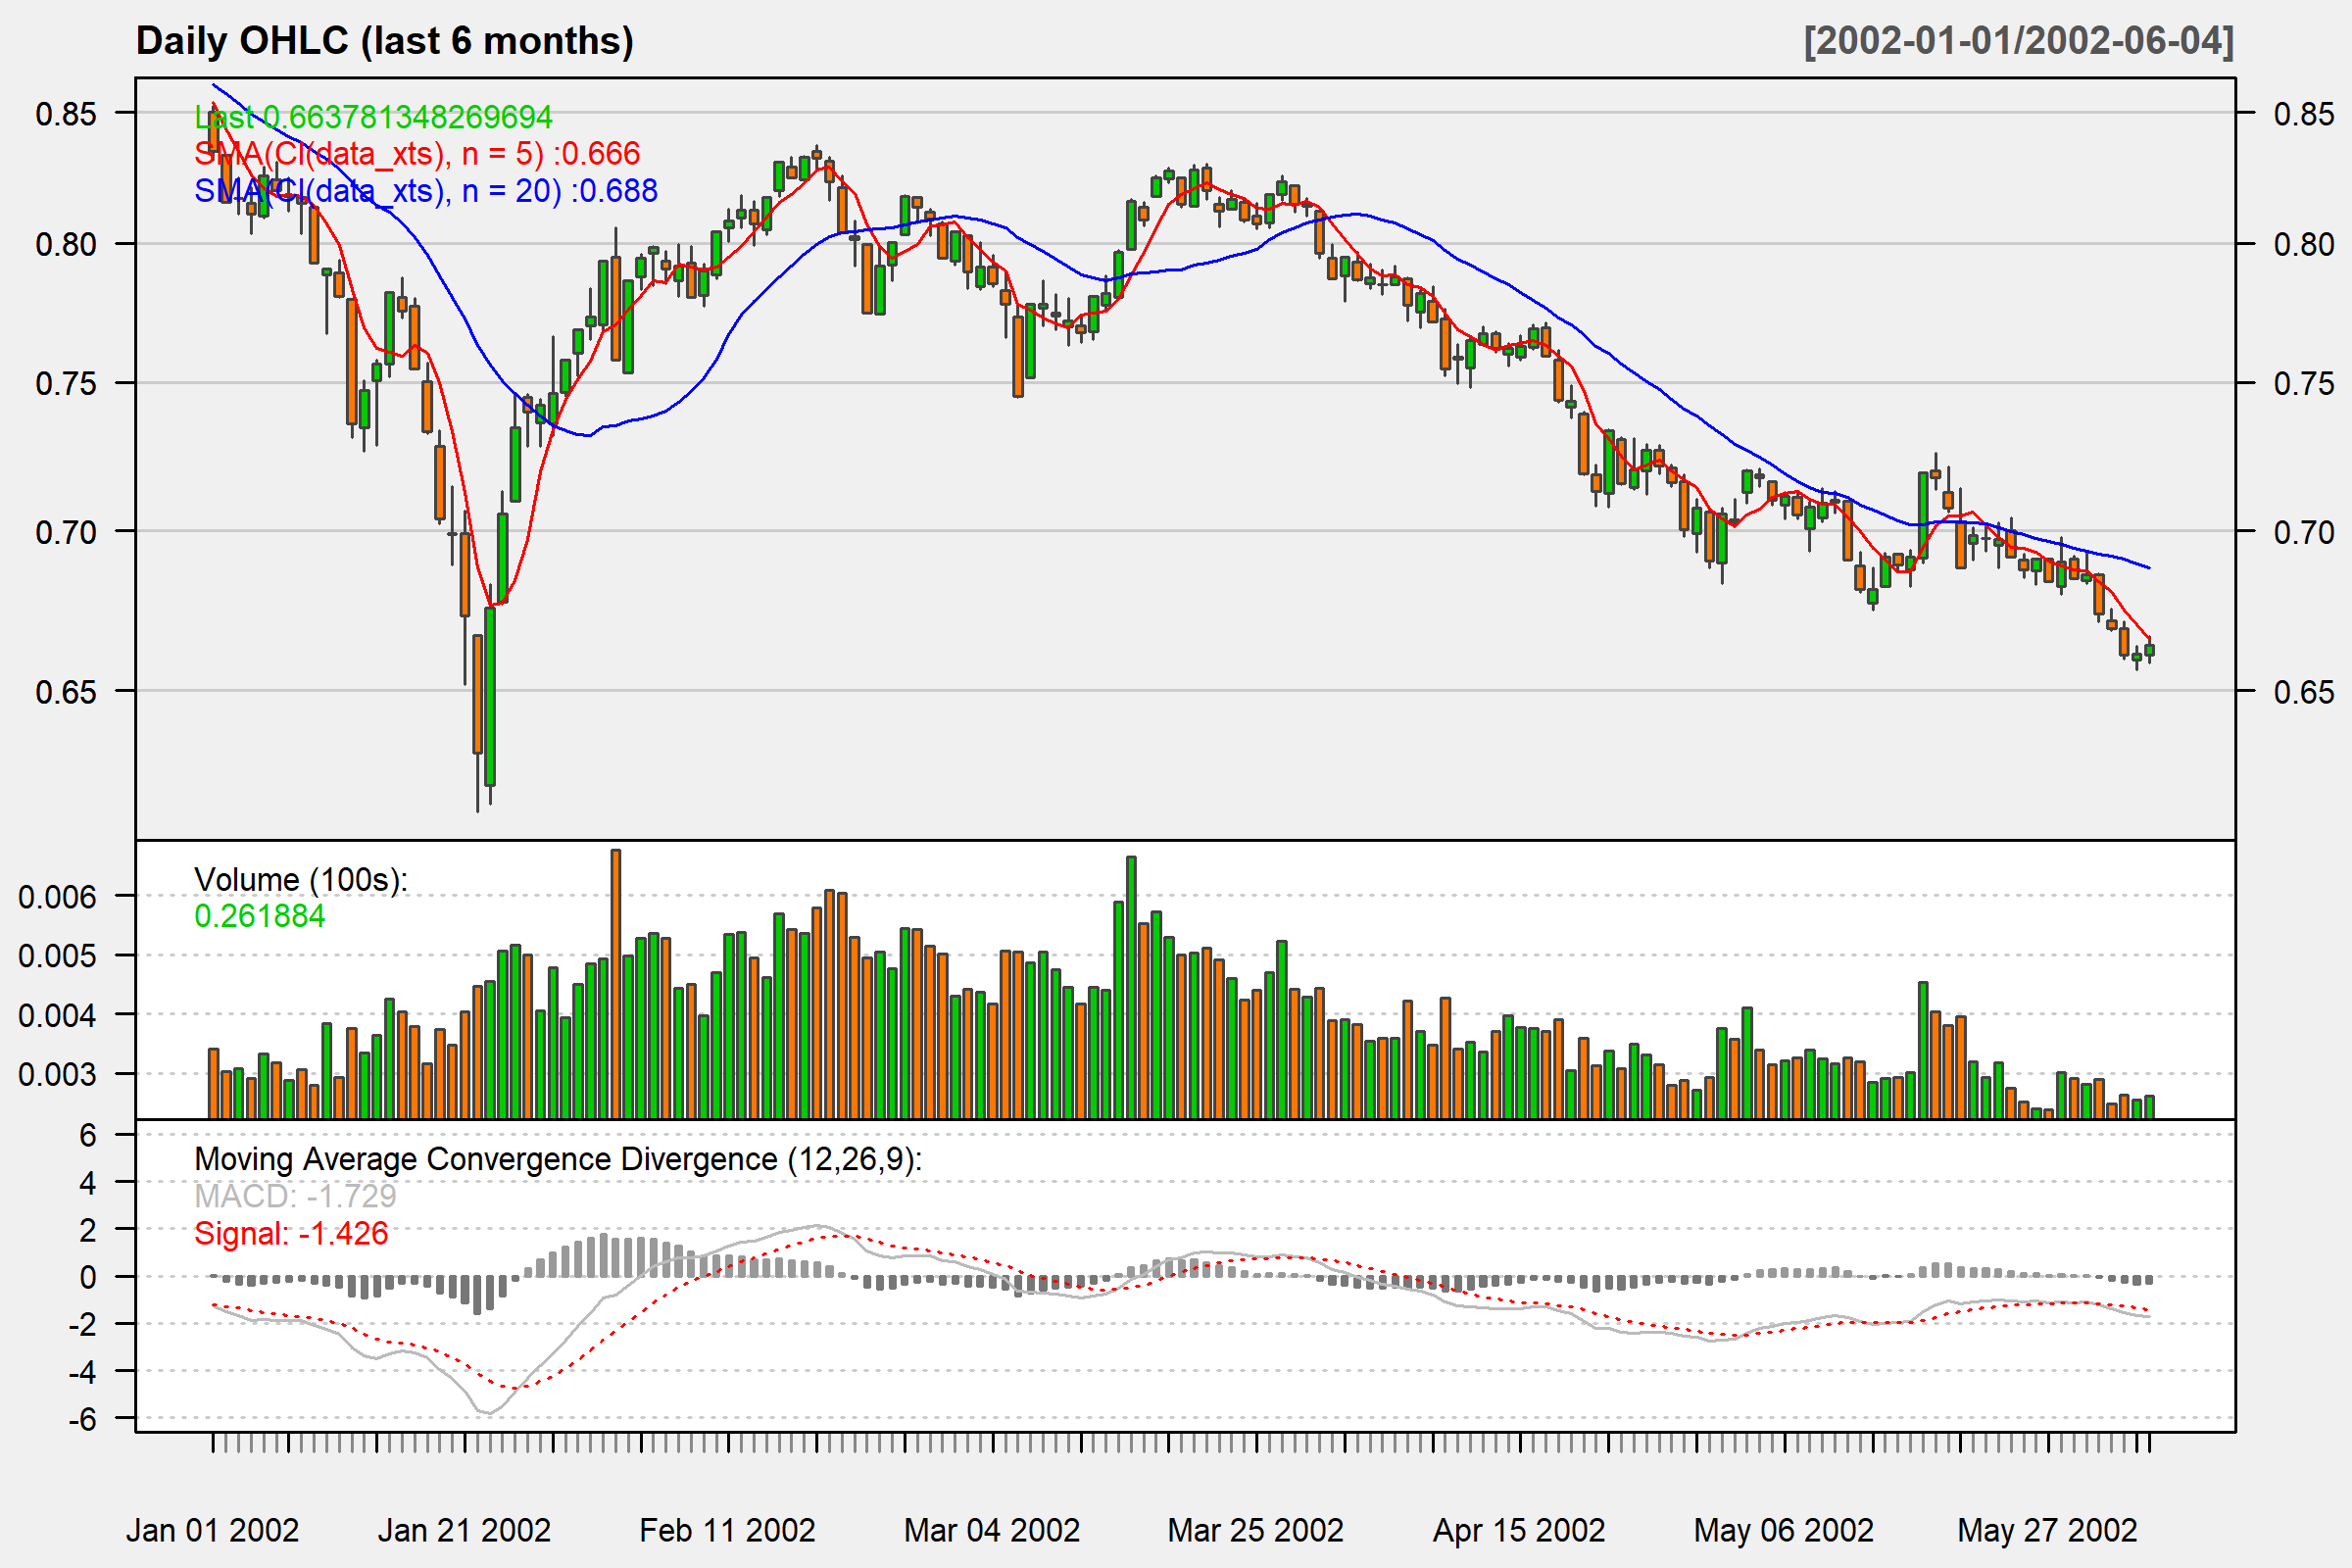 Daily OHLC (last 6 months) [2002-01-01/2002-06-04]
Last 0.663781348269694
SMA(Cl(data_xts), n = 5) :0.666
SMA(Cl(data_xts), n = 20) :0.688
0.85 0.85
0.80 0.80
0.75 0.75
0.70 0.70
0.65 0.65
Volume (100s):
0.261884
0.006
0.005
0.004
0.003
Moving Average Convergence Divergence (12,26,9):
MACD: -1.729
Signal: -1.426
6
4
2
0
-2
-4
-6
Jan 01 2002 Jan 21 2002 Feb 11 2002 Mar 04 2002 Mar 25 2002 Apr 15 2002 May 06 2002 May 27 2002